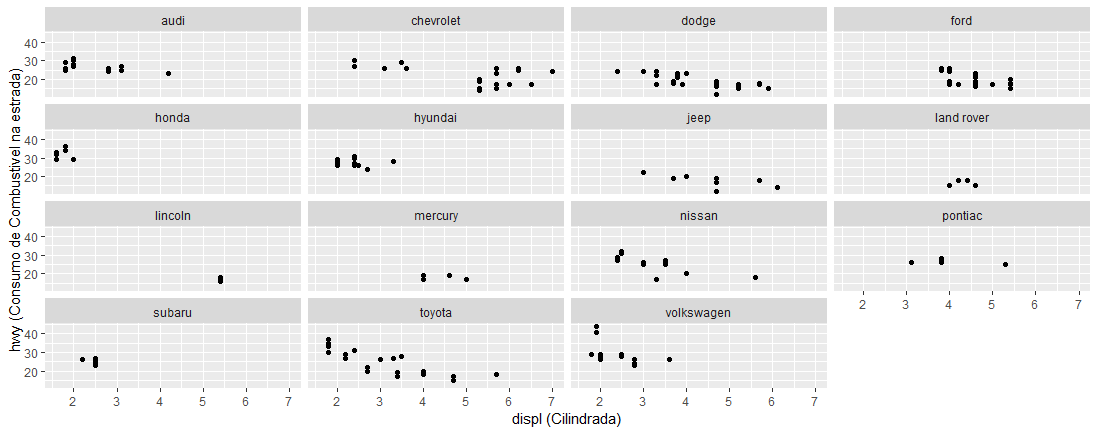 audi chevrolet dodge ford
40
30
20
honda hyundai jeep land rover
40
30
20
lincoln mercury nissan pontiac
40
30
20
2 3 4 5 6 7
subaru toyota volkswagen
40
30
20
2 3 4 5 6 7 2 3 4 5 6 7 2 3 4 5 6 7
displ (Cilindrada)
hwy (Consumo de Combustível na estrada)